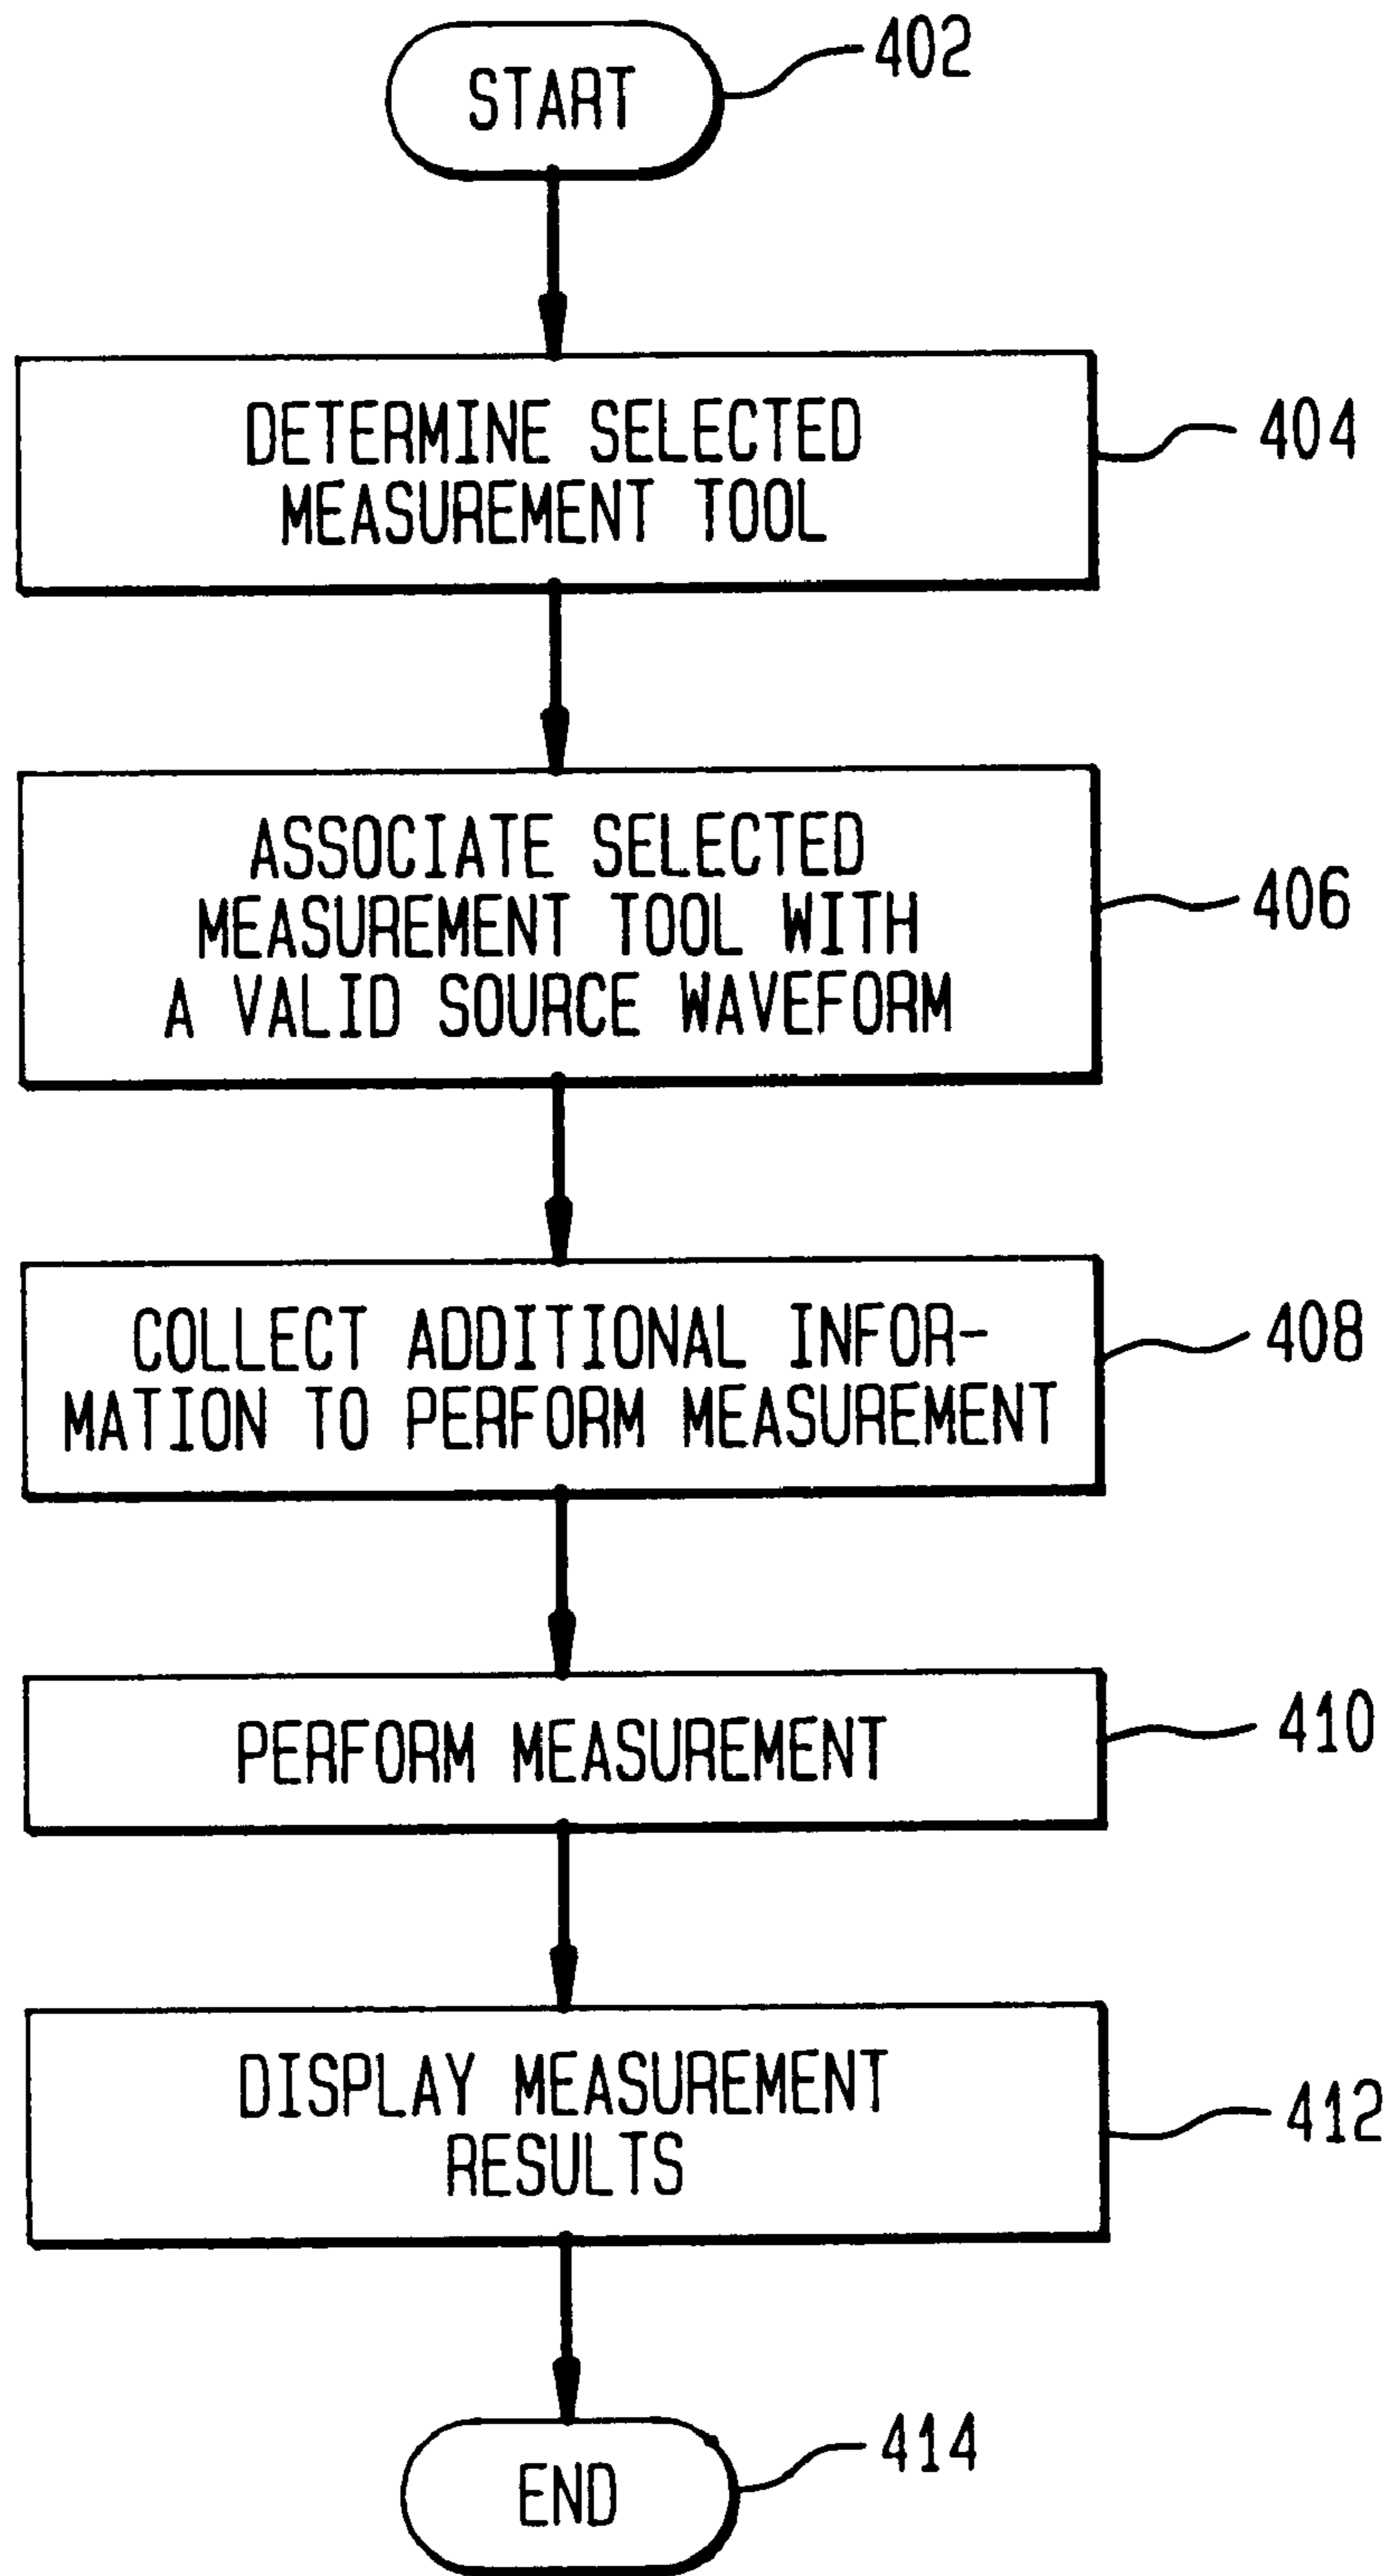 START
402
DETERMINE SELECTED
MEASUREMENT TOOL
404
ASSOCIATE SELECTED
MEASUREMENT TOOL WITH
A VALID SOURCE WAVEFORM
406
COLLECT ADDITIONAL INFOR-
MATION TO PERFORM MEASUREMENT
408
PERFORM MEASUREMENT
410
DISPLAY MEASUREMENT
RESULTS
412
END
414